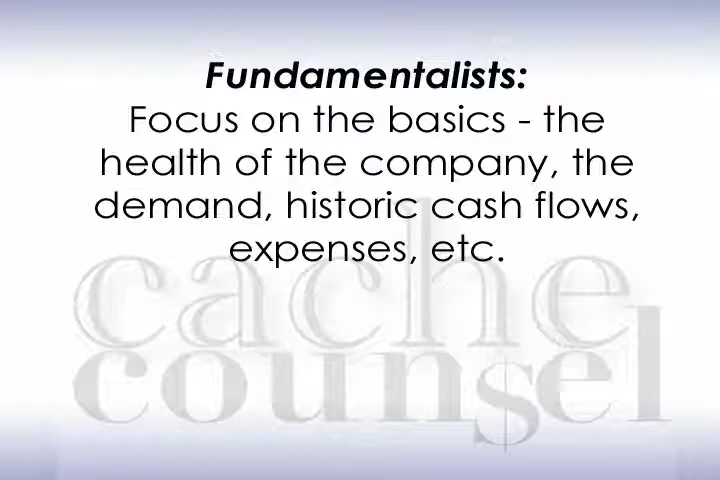 Fundamentalists:
Focus on the basics - the
health of the company, the
demand, historic cash flows,
expenses, etc.
cache
coun$el